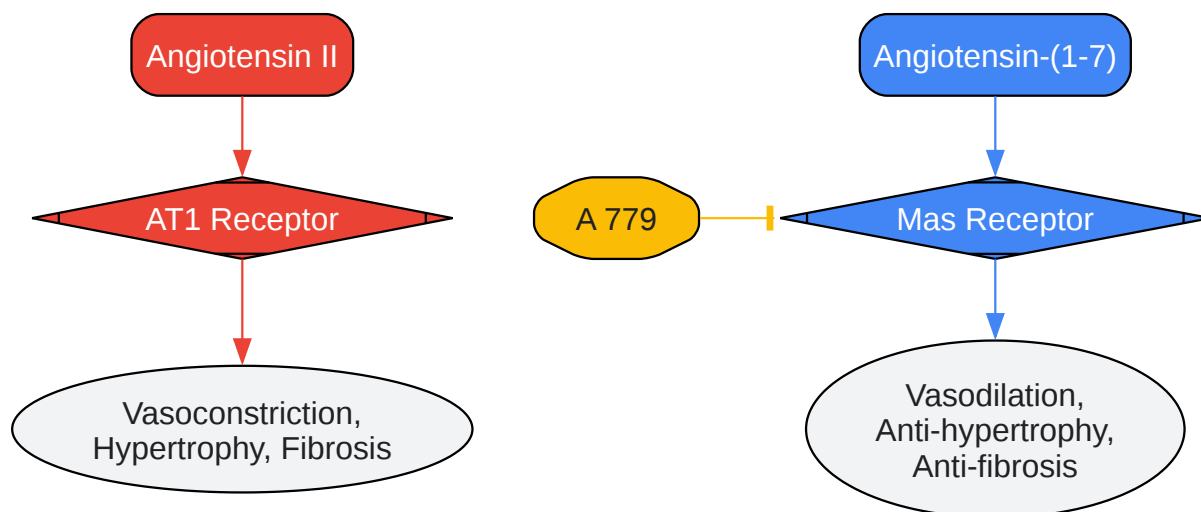 Angiotensin II
Angiotensin-(1-7)
AT1 Receptor
A 779
Mas Receptor
Vasoconstriction,
Hypertrophy, Fibrosis
Vasodilation,
Anti-hypertrophy,
Anti-fibrosis